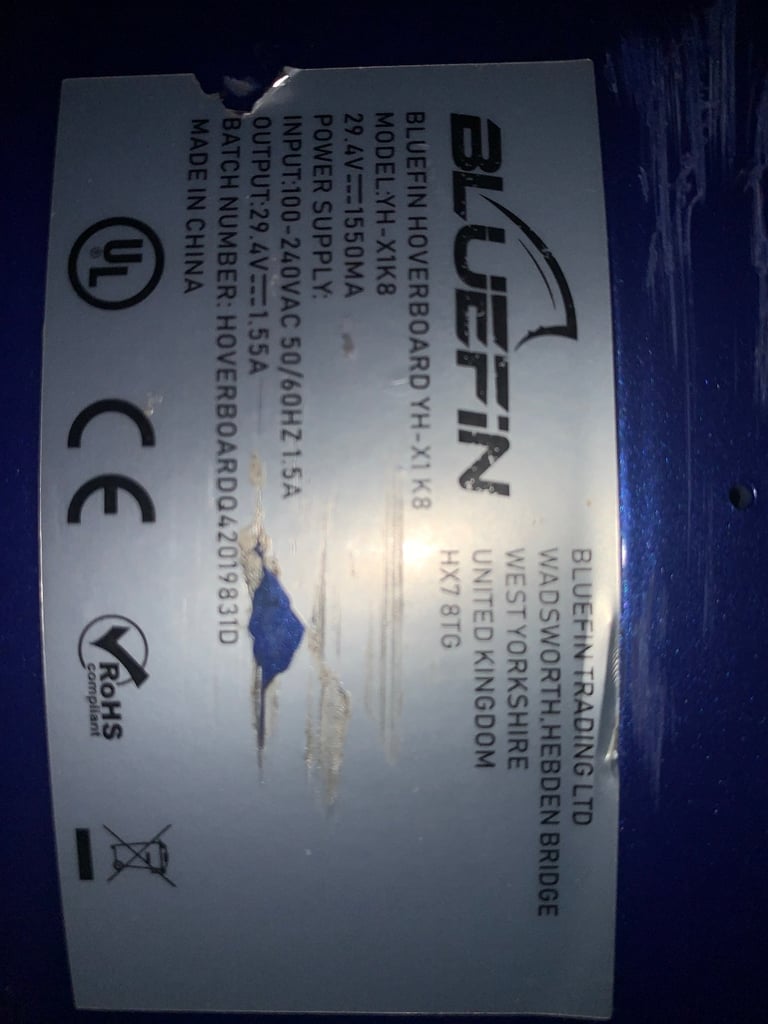 BLUEFIN
BLUEFIN TRADING LTD
WADSWORTH,HEBDEN BRIDGE
WEST YORKSHIRE
UNITED KINGDOM
HX7 8TG
BLUEFIN HOVERBOARD YH-X1 K8
MODEL:YH-X1K8
29.4V⎓1550MA
POWER SUPPLY:
INPUT:100-240VAC 50/60HZ 1.5A
OUTPUT:29.4V⎓1.55A
BATCH NUMBER: HOVERBOARDQ42019831D
MADE IN CHINA
UL ®
CE
RoHS
compliant